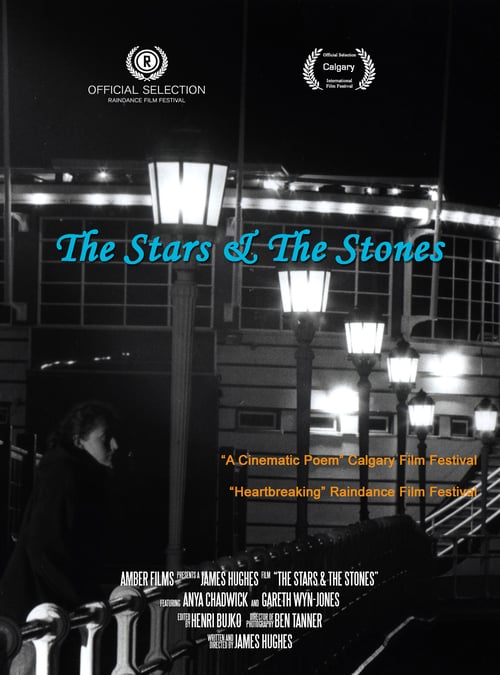 R
OFFICIAL SELECTION
RAINDANCE FILM FESTIVAL
Official Selection
Calgary
International
Film Festival
The Stars & The Stones
“A Cinematic Poem” Calgary Film Festival
“Heartbreaking” Raindance Film Festival
AMBER FILMS PRESENTS A JAMES HUGHES FILM “THE STARS & THE STONES”
FEATURING ANYA CHADWICK AND GARETH WYN-JONES
EDITED BY HENRI BUJKO DIRECTOR OF PHOTOGRAPHY BEN TANNER
WRITTEN AND DIRECTED BY JAMES HUGHES